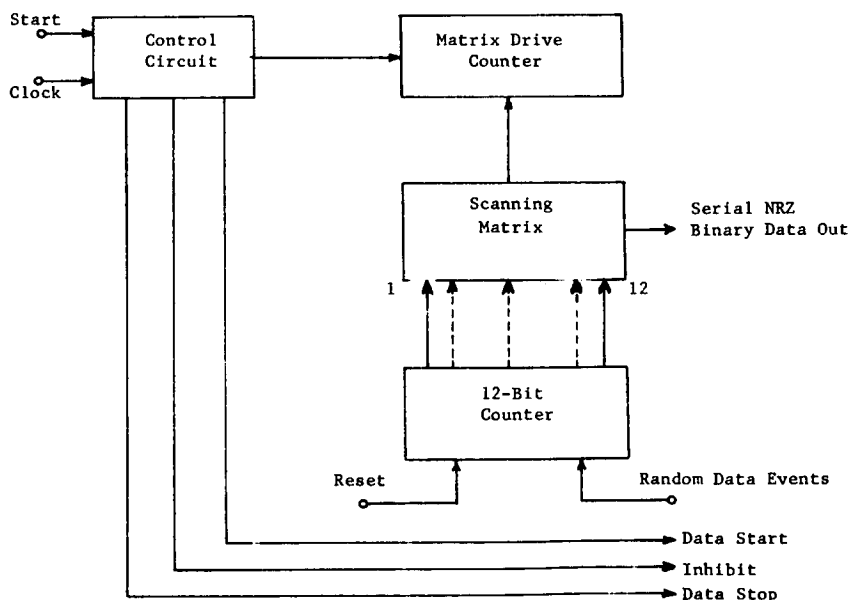 Start
Clock
Control
Circuit
Matrix Drive
Counter
Scanning
Matrix
Serial NRZ
Binary Data Out
1
12
12-Bit
Counter
Reset
Random Data Events
Data Start
Inhibit
Data Stop